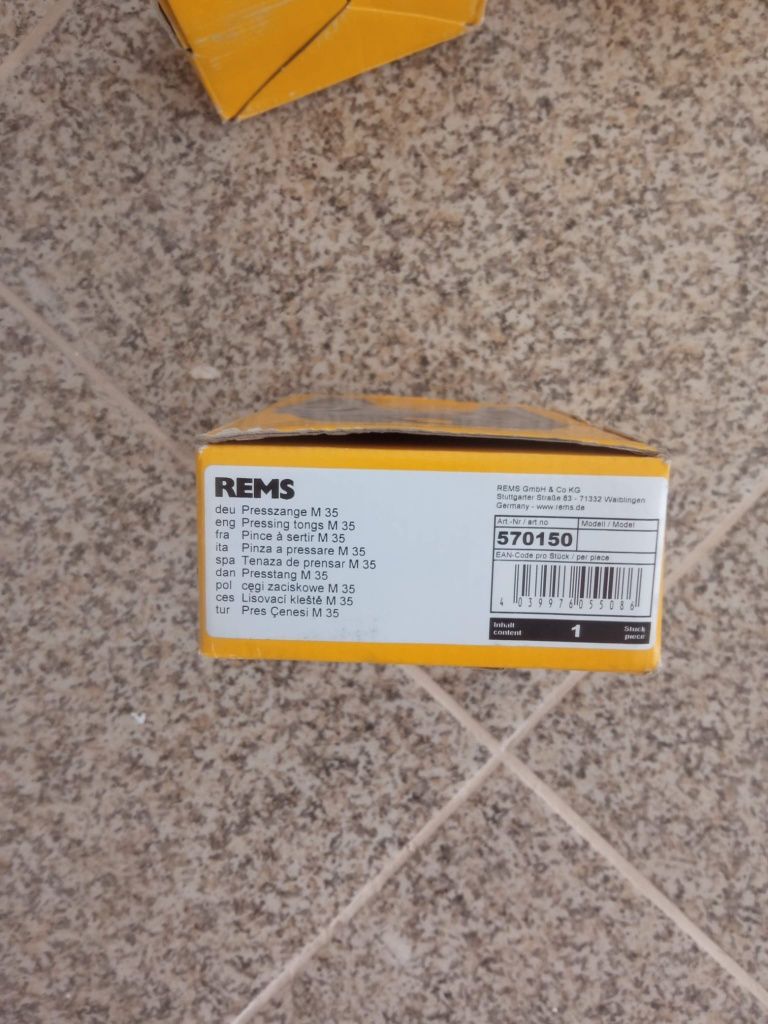 REMS
deu Presszange M 35
eng Pressing tongs M 35
fra Pince à sertir M 35
ita Pinza a pressare M 35
spa Tenaza de prensar M 35
dan Presstang M 35
pol cęgi zaciskowe M 35
ces Lisovací kleště M 35
tur Pres Çenesi M 35
REMS GmbH & Co KG
Stuttgarter Straße 83 - 71332 Waiblingen
Germany - www.rems.de
Art.-Nr / art no Modell / Model
570150
EAN-Code pro Stück / per piece
4 039976 055086
Inhalt 1 Stück
content piece